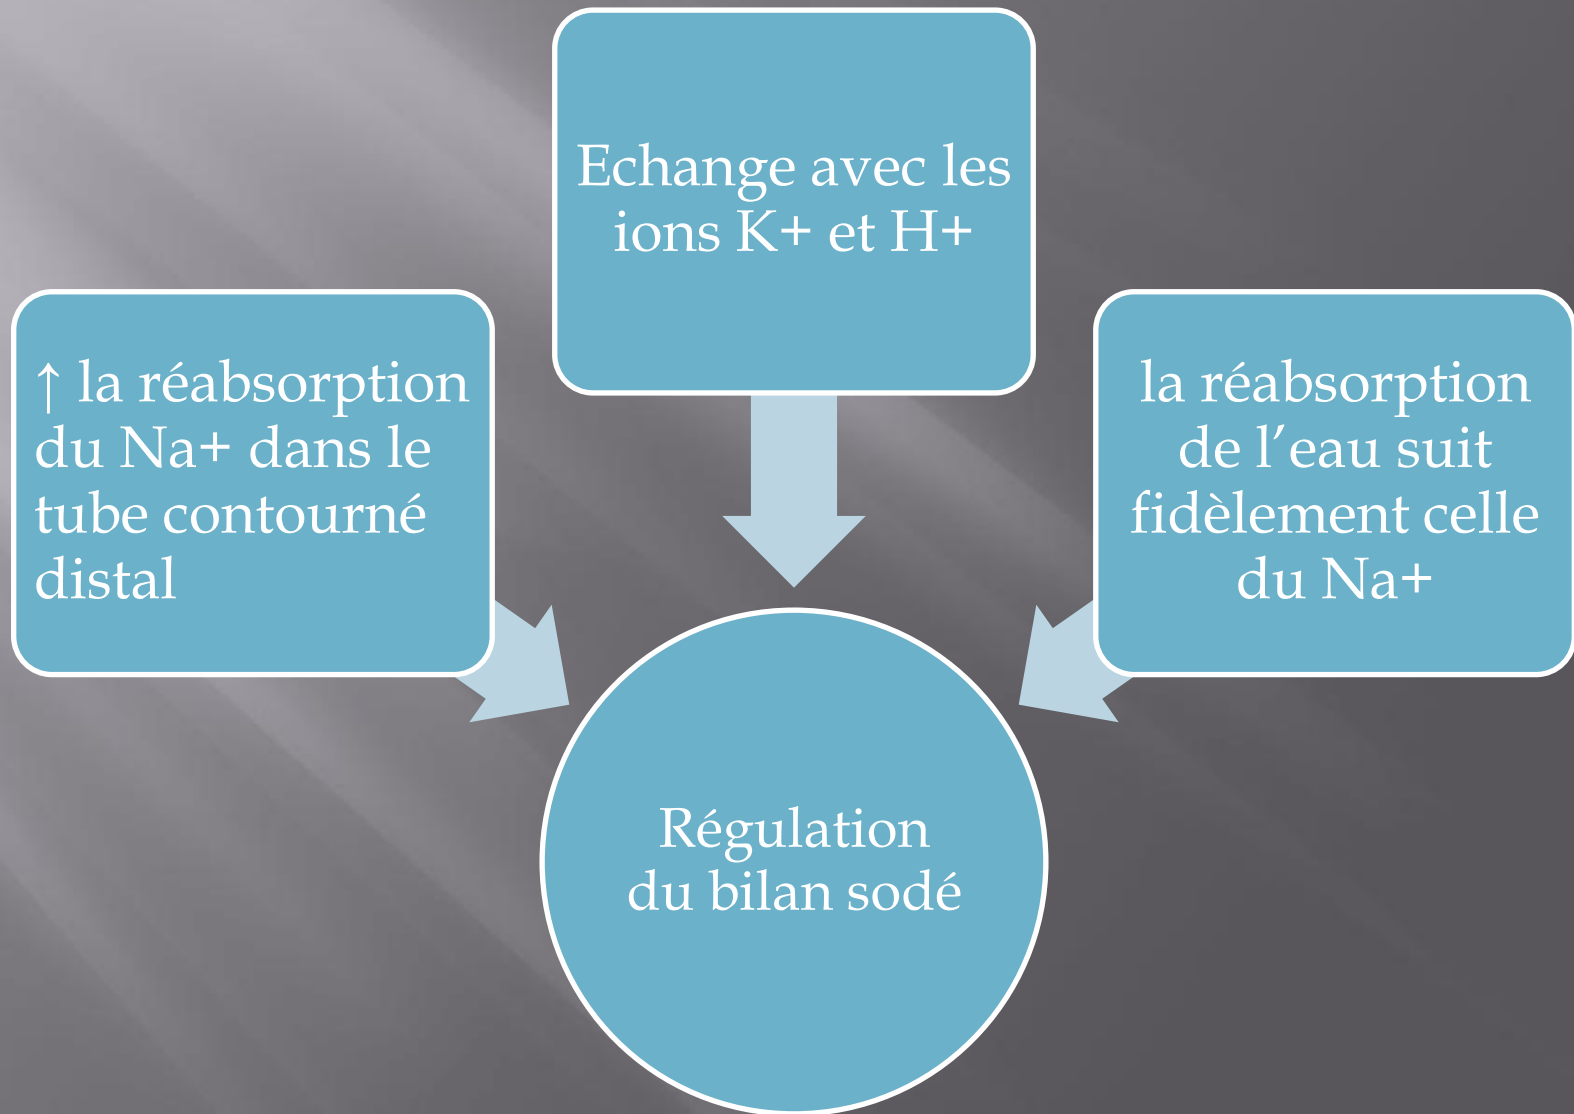 Echange avec les
ions K+ et H+
↑ la réabsorption
du Na+ dans le
tube contourné
distal
la réabsorption
de l’eau suit
fidèlement celle
du Na+
Régulation
du bilan sodé